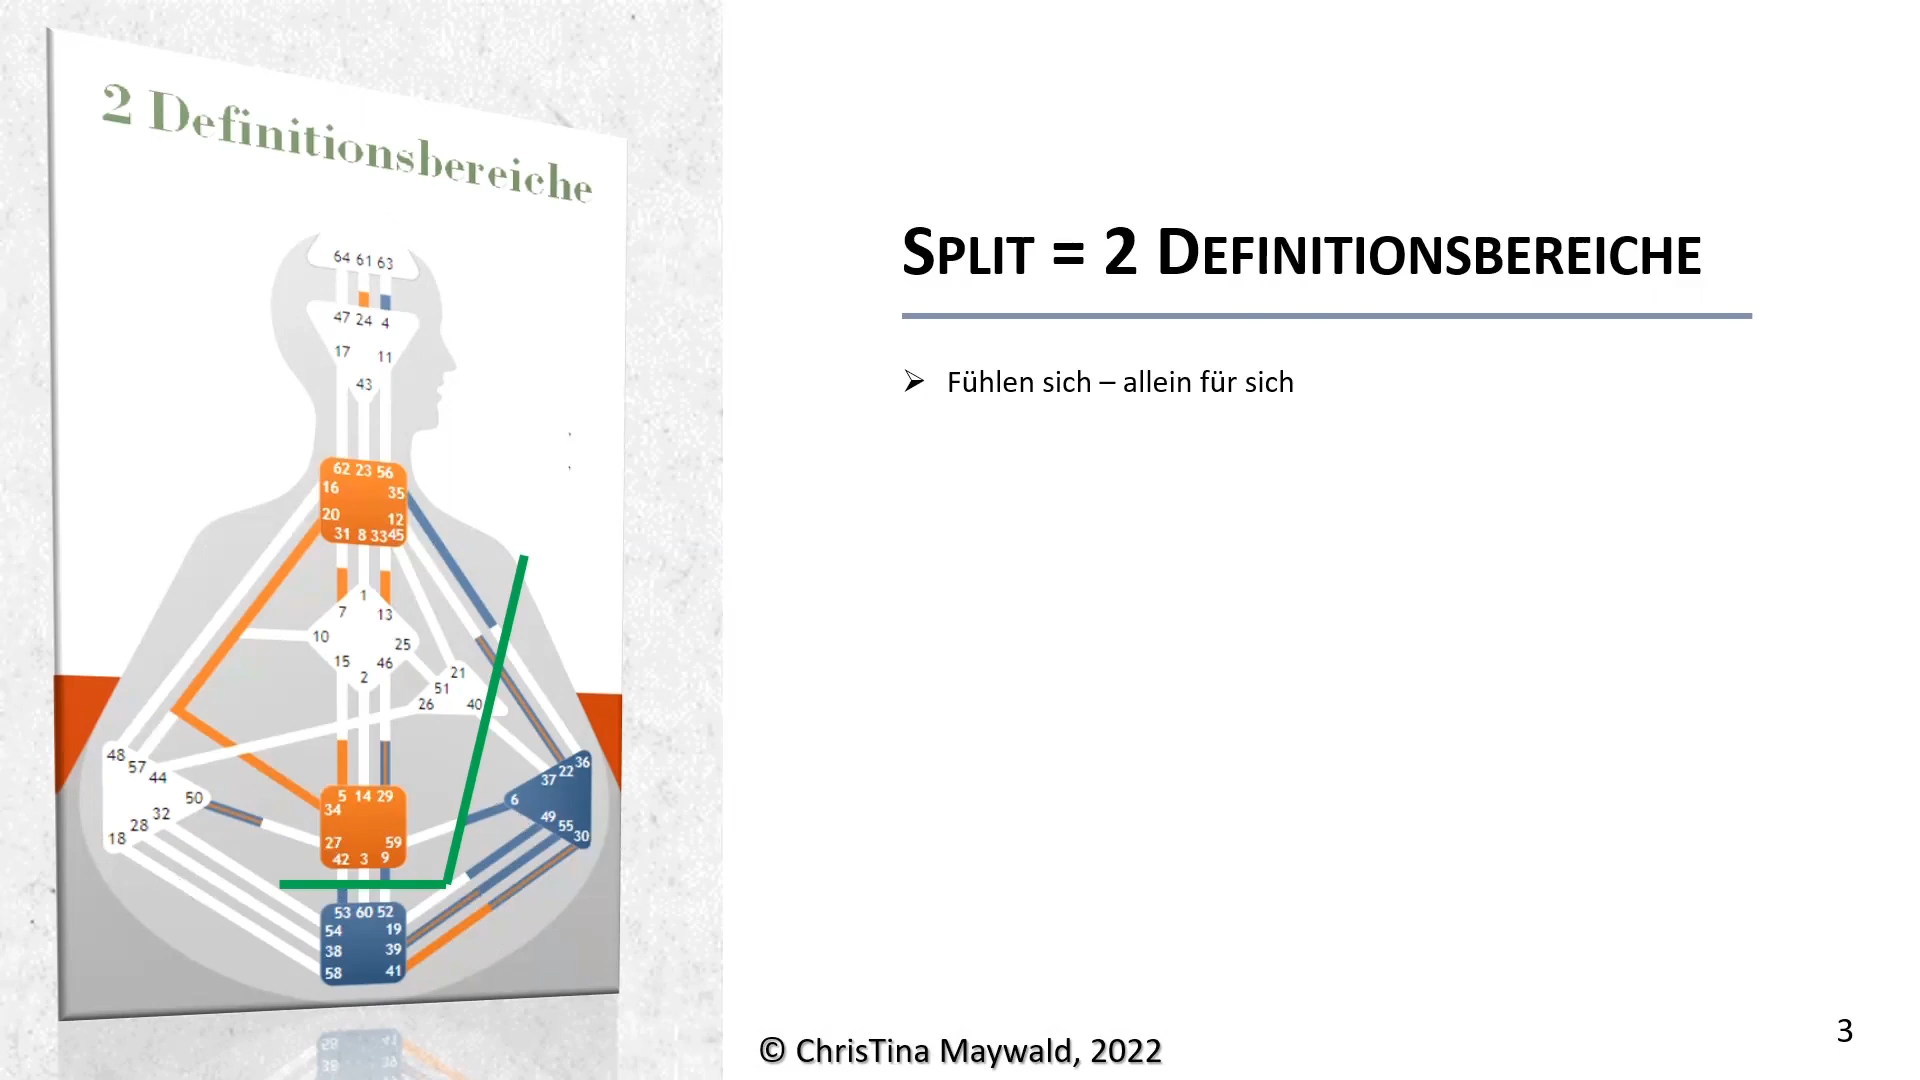 2 Definitionsbereiche
64 61 63
47 24 4
17 11
43
62 23 56
16 35
20 12
31 8 33 45
1
7 13
10 25
15 46
2
21
51
26 40
48
57
44
50
32
28
18
5 14 29
34
27 59
42 3 9
36
22
37
6
49
55
30
53 60 52
54 19
38 39
58 41
SPLIT = 2 DEFINITIONSBEREICHE
➢ Fühlen sich – allein für sich
© ChrisTina Maywald, 2022
3